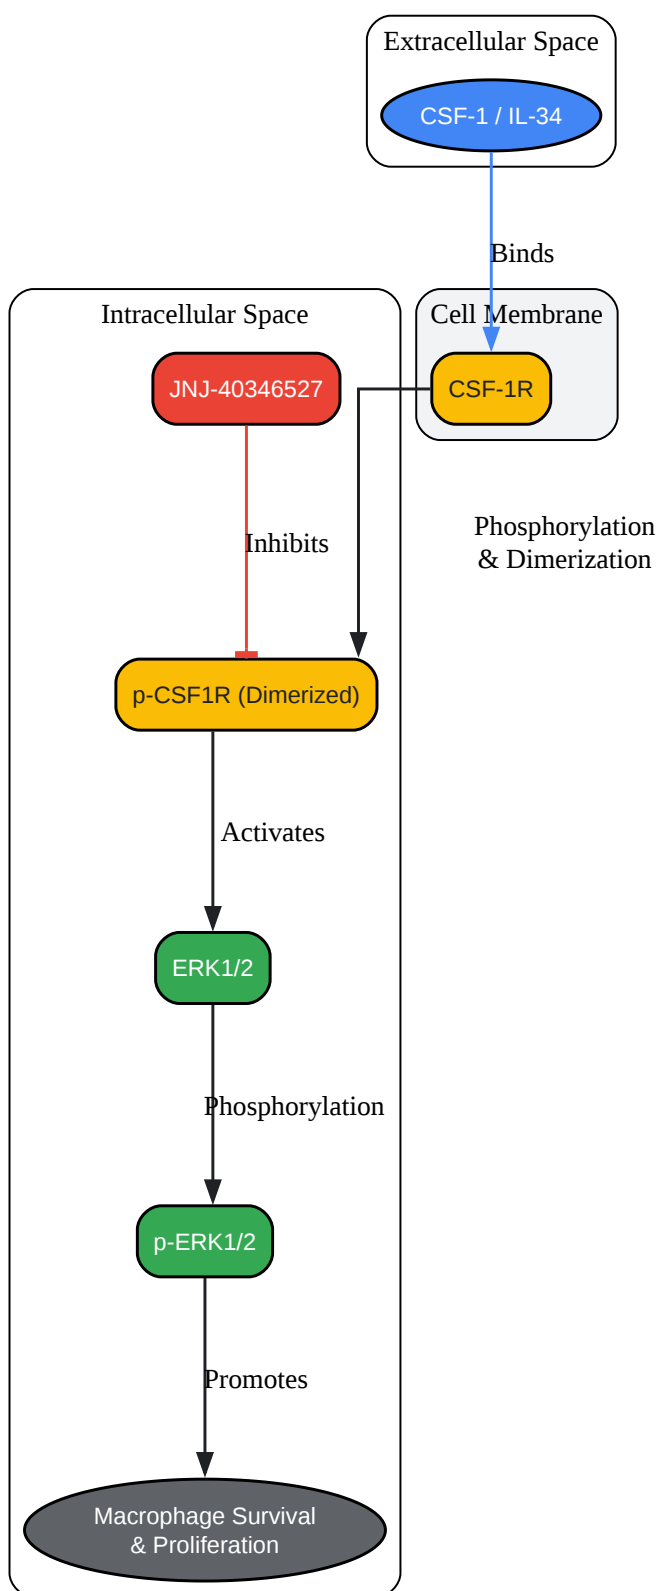 Extracellular Space
CSF-1 / IL-34
Binds
Intracellular Space
Cell Membrane
JNJ-40346527
CSF-1R
Inhibits
Phosphorylation
& Dimerization
p-CSF1R (Dimerized)
Activates
ERK1/2
Phosphorylation
p-ERK1/2
Promotes
Macrophage Survival
& Proliferation